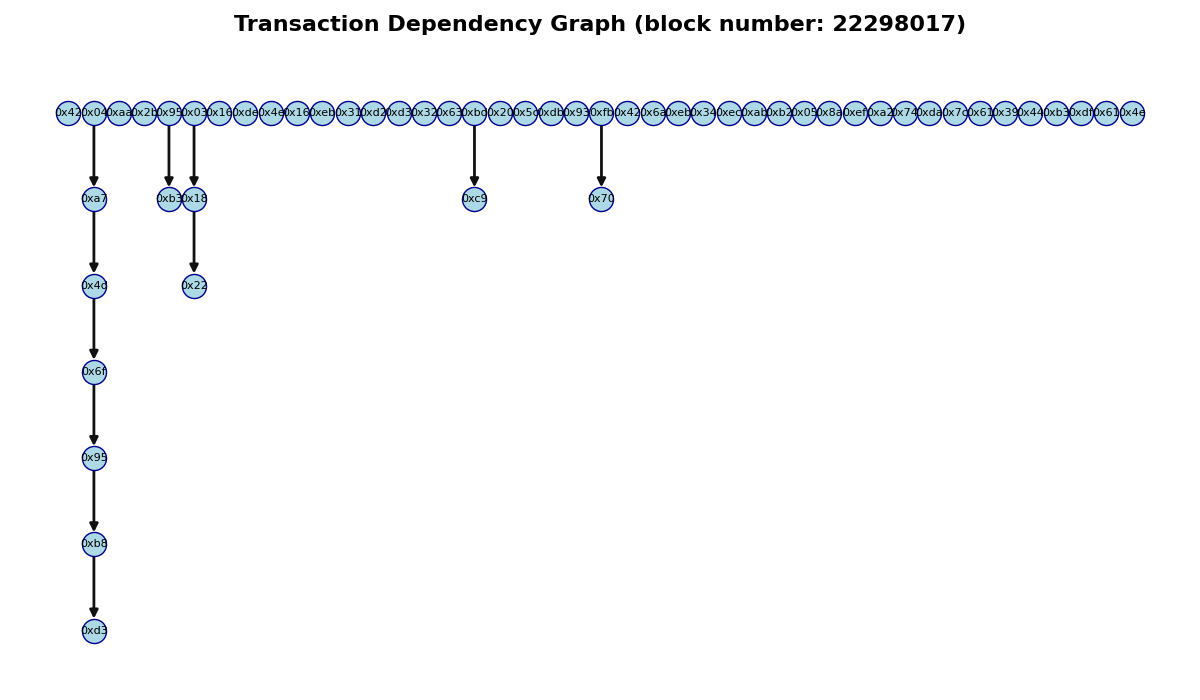 Transaction Dependency Graph (block number: 22298017)
0x42 0x04 0xaa 0x2b 0x95 0x03 0x16 0xde 0x4e 0x16 0xeb 0x31 0xd2 0xd3 0x32 0x63 0xbd 0x20 0x5c 0xdb 0x93 0xfb 0x42 0x6a 0xeb 0x34 0xec 0xab 0xb2 0x05 0x8a 0xef 0xa2 0x74 0xda 0x7c 0x61 0x39 0x44 0xb3 0xdf 0x61 0x4e
0xa7 0xb3 0x18 0xc9 0x70
0x4d 0x22
0x6f
0x95
0xb8
0xd3